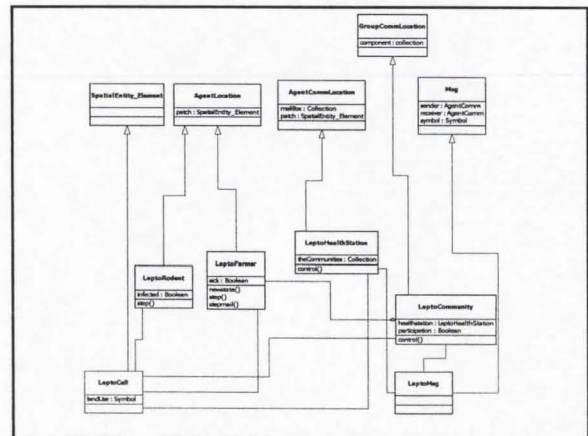 GroupCommLocation
component : collection
SpatialEntity_Element
AgentLocation
patch : SpatialEntity_Element
AgentCommLocation
mailBox : Collection
patch : SpatialEntity_Element
Msg
sender : AgentComm
receiver : AgentComm
symbol : Symbol
LeptoRodent
infected : Boolean
step()
LeptoFarmer
sick : Boolean
newstate()
step()
stepmail()
LeptoHealthStation
theCommunities : Collection
control()
LeptoCommunity
healthstation : LeptoHealthStation
participation : Boolean
control()
LeptoCell
landUse : Symbol
LeptoMsg